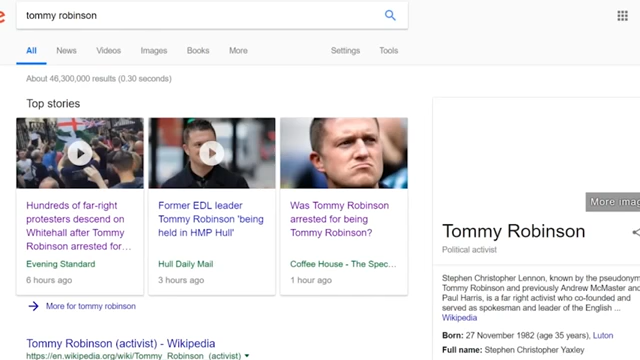 tommy robinson
All News Videos Images Books More Settings Tools
About 46,300,000 results (0.30 seconds)
Top stories
Hundreds of far-right
protesters descend on
Whitehall after Tommy
Robinson arrested for…
Evening Standard
6 hours ago
Former EDL leader
Tommy Robinson 'being
held in HMP Hull'
Hull Daily Mail
3 hours ago
Was Tommy Robinson
arrested for being
Tommy Robinson?
Coffee House - The Spec...
1 hour ago
More for tommy robinson
Tommy Robinson (activist) - Wikipedia
https://en.wikipedia.org/wiki/Tommy_Robinson_(activist)
More imag
Tommy Robinson
Political activist
Stephen Christopher Lennon, known by the pseudonym
Tommy Robinson and previously Andrew McMaster and
Paul Harris, is a far right activist who co-founded and
served as spokesman and leader of the English ...
Wikipedia
Born: 27 November 1982 (age 35 years), Luton
Full name: Stephen Christopher Yaxley